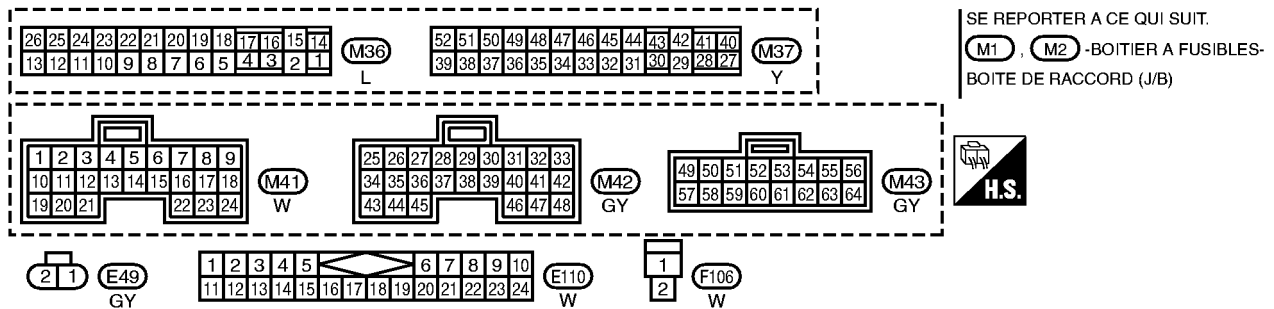 26 25 24 23 22 21 20 19 18 17 16 15 14
13 12 11 10 9 8 7 6 5 4 3 2 1
M36
L
52 51 50 49 48 47 46 45 44 43 42 41 40
39 38 37 36 35 34 33 32 31 30 29 28 27
M37
Y
SE REPORTER A CE QUI SUIT.
M1 , M2 -BOITIER A FUSIBLES-
BOITE DE RACCORD (J/B)
1 2 3 4 5 6 7 8 9
10 11 12 13 14 15 16 17 18
19 20 21 22 23 24
M41
W
25 26 27 28 29 30 31 32 33
34 35 36 37 38 39 40 41 42
43 44 45 46 47 48
M42
GY
49 50 51 52 53 54 55 56
57 58 59 60 61 62 63 64
M43
GY
H.S.
2 1
E49
GY
1 2 3 4 5 6 7 8 9 10
11 12 13 14 15 16 17 18 19 20 21 22 23 24
E110
W
1
2
F106
W